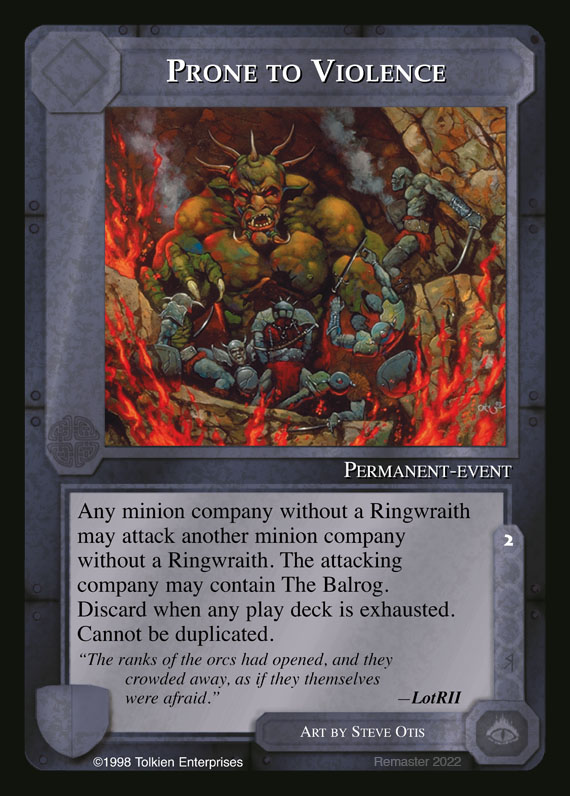 Prone to Violence
Permanent-event
Any minion company without a Ringwraith
may attack another minion company
without a Ringwraith. The attacking
company may contain The Balrog.
Discard when any play deck is exhausted.
Cannot be duplicated.
2
“The ranks of the orcs had opened, and they
crowded away, as if they themselves
were afraid.” —LotRII
Art by Steve Otis
©1998 Tolkien Enterprises
Remaster 2022